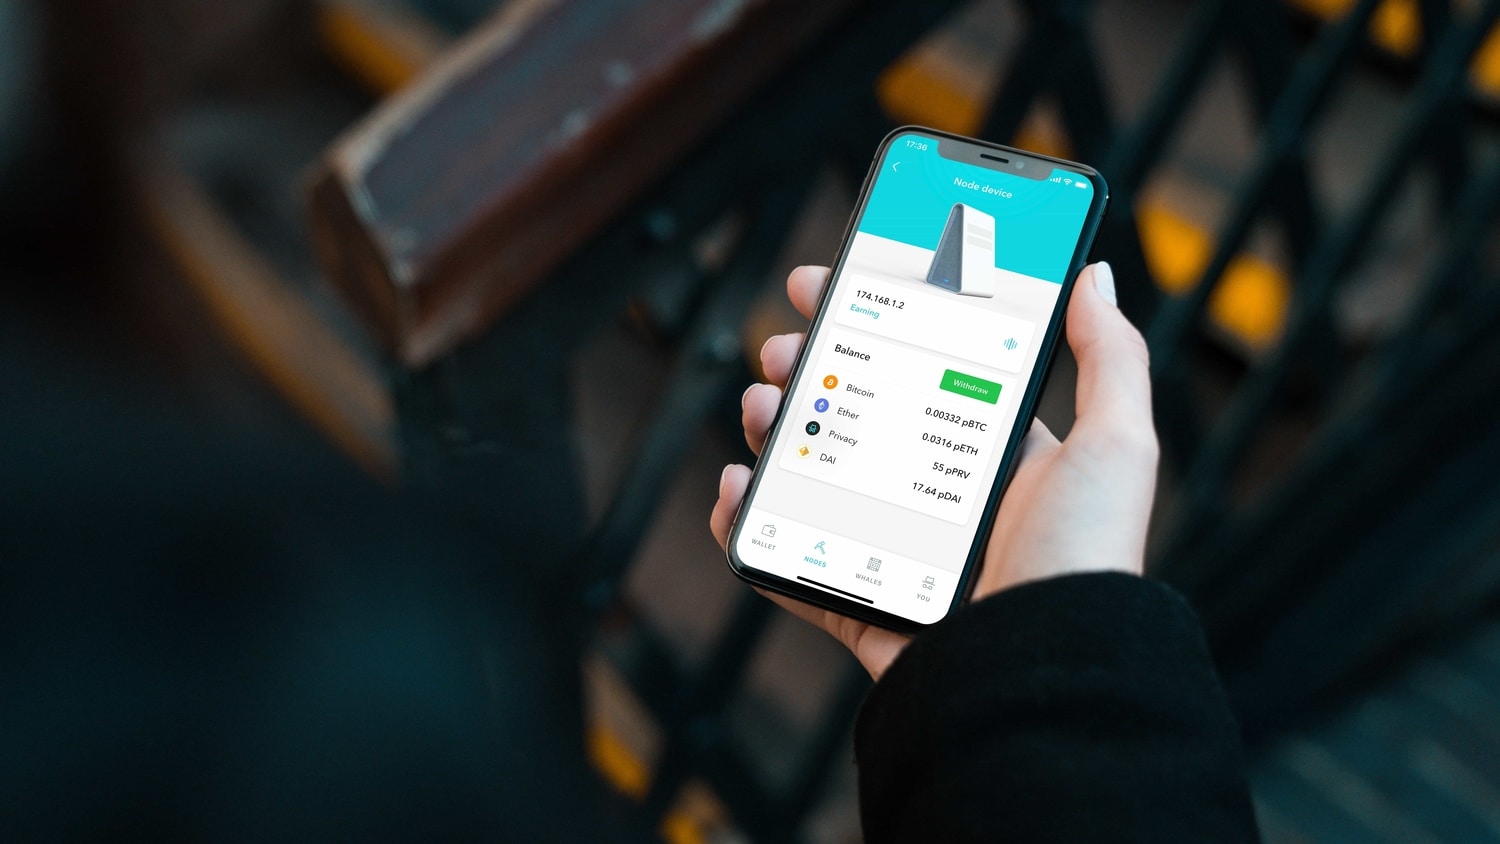 17:36
Node device
174.168.1.2
Earning
Balance
Withdraw
Bitcoin 0.00332 pBTC
Ether 0.0316 pETH
Privacy 55 pPRV
DAI 17.64 pDAI
WALLET NODES WHALES YOU